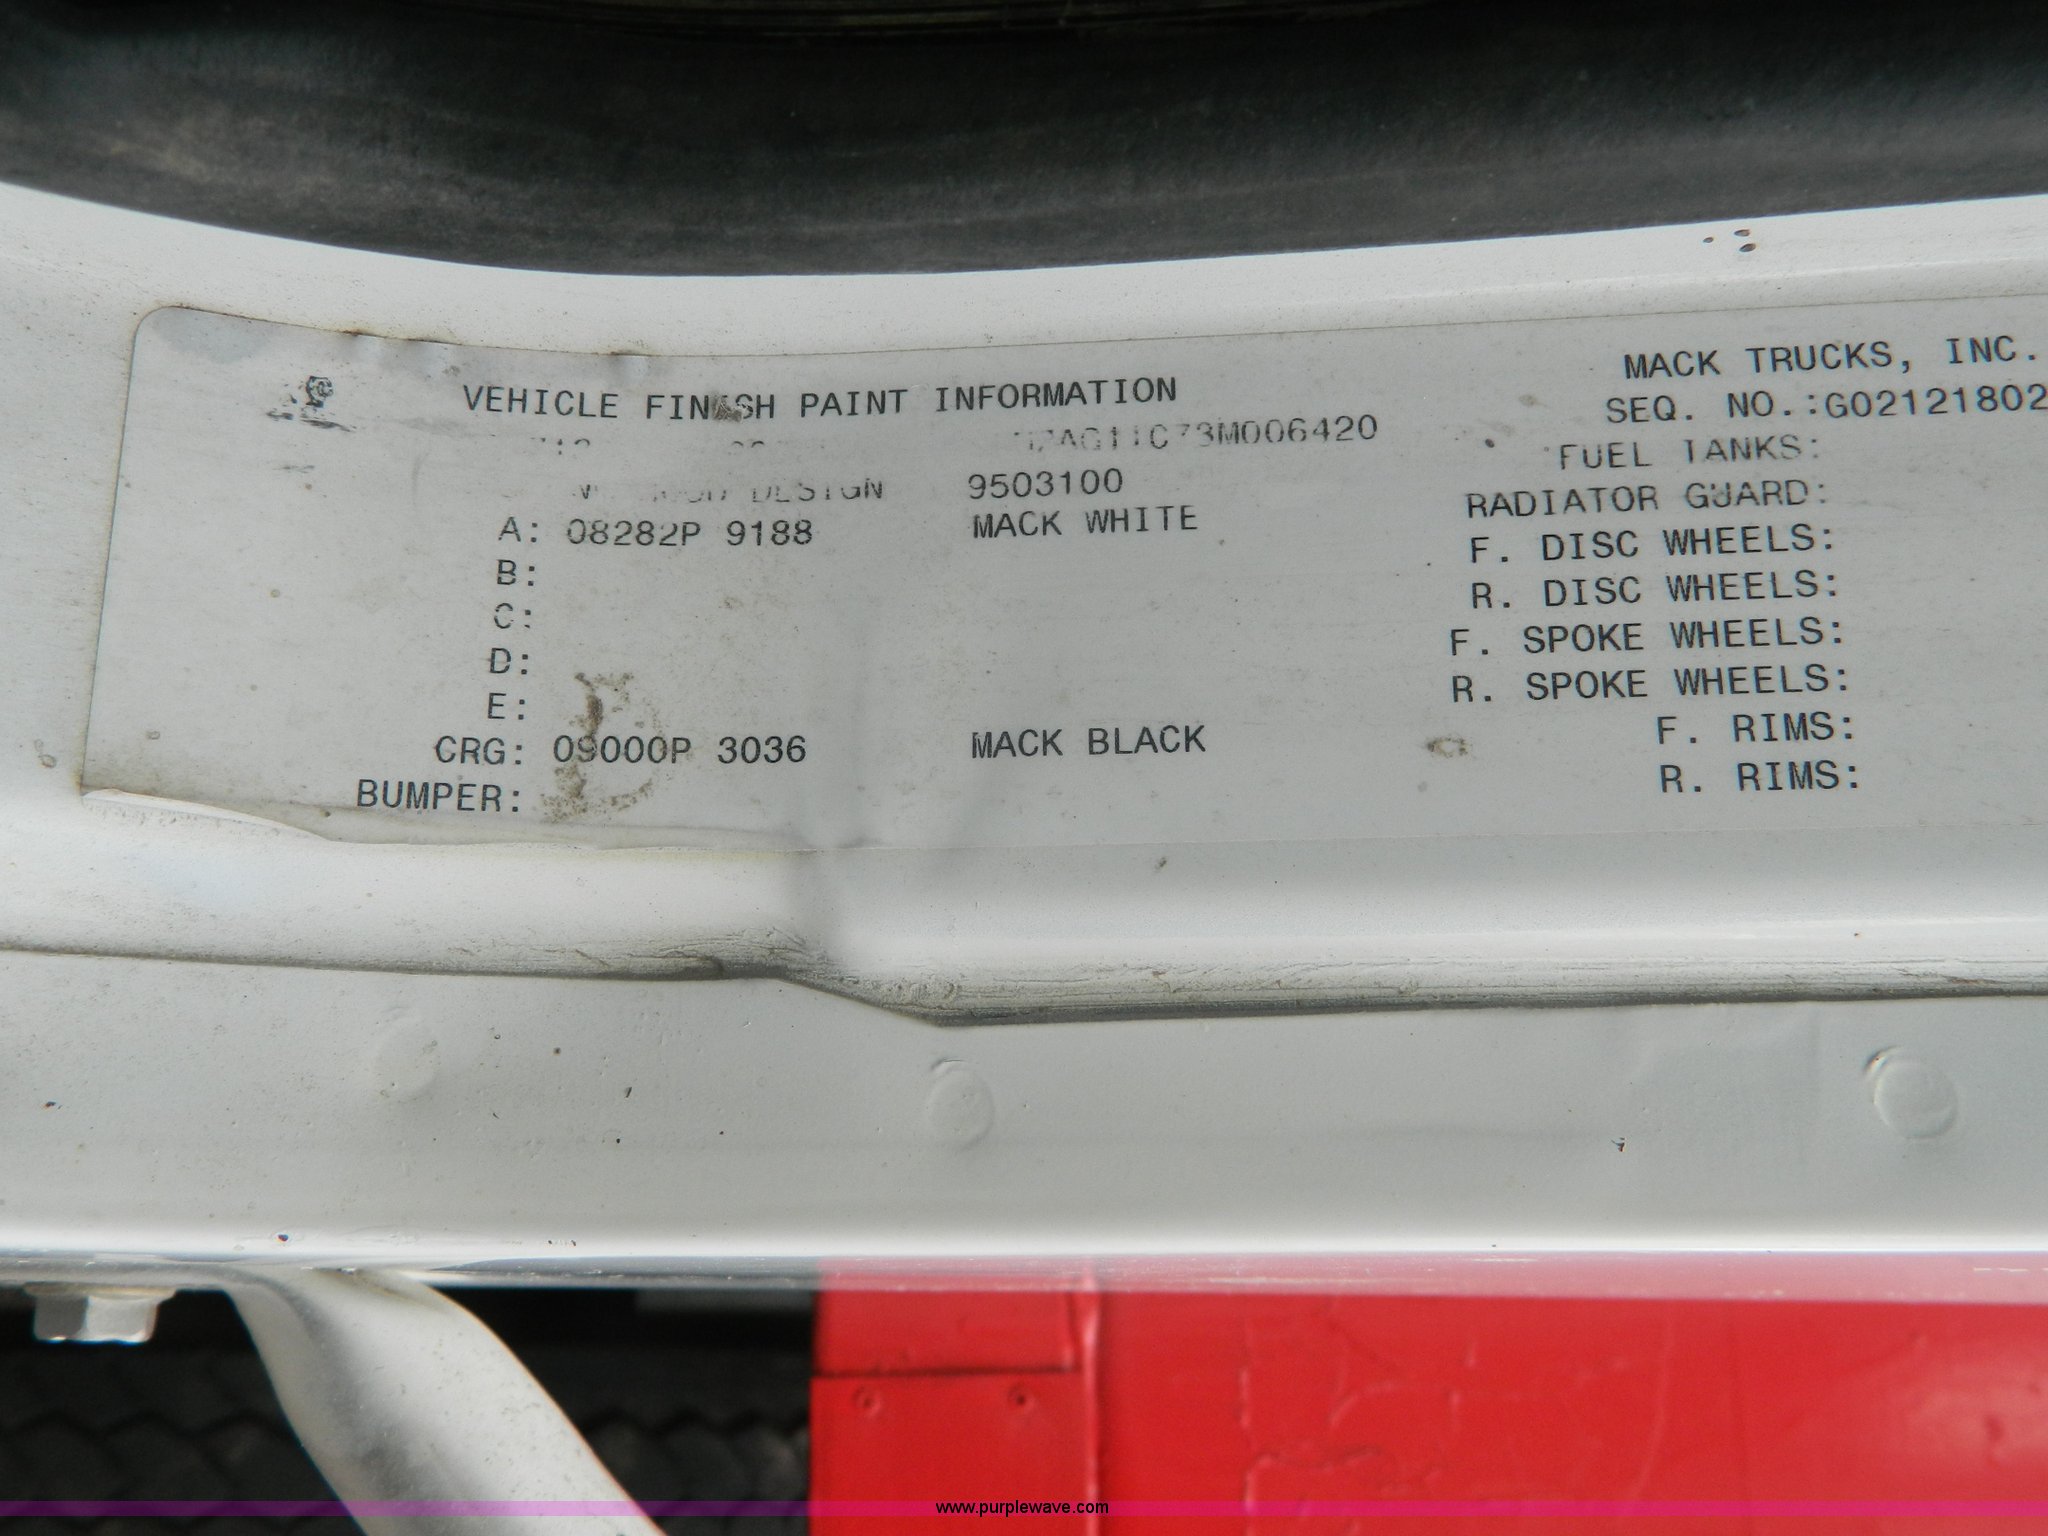 VEHICLE FINISH PAINT INFORMATION
DESIGN 9503100
A: 08282P 9188 MACK WHITE
B:
C:
D:
E:
CRG: 09000P 3036 MACK BLACK
BUMPER:
MACK TRUCKS, INC.
SEQ. NO.:G02121802
FUEL TANKS:
RADIATOR GUARD:
F. DISC WHEELS:
R. DISC WHEELS:
F. SPOKE WHEELS:
R. SPOKE WHEELS:
F. RIMS:
R. RIMS:
www.purplewave.com